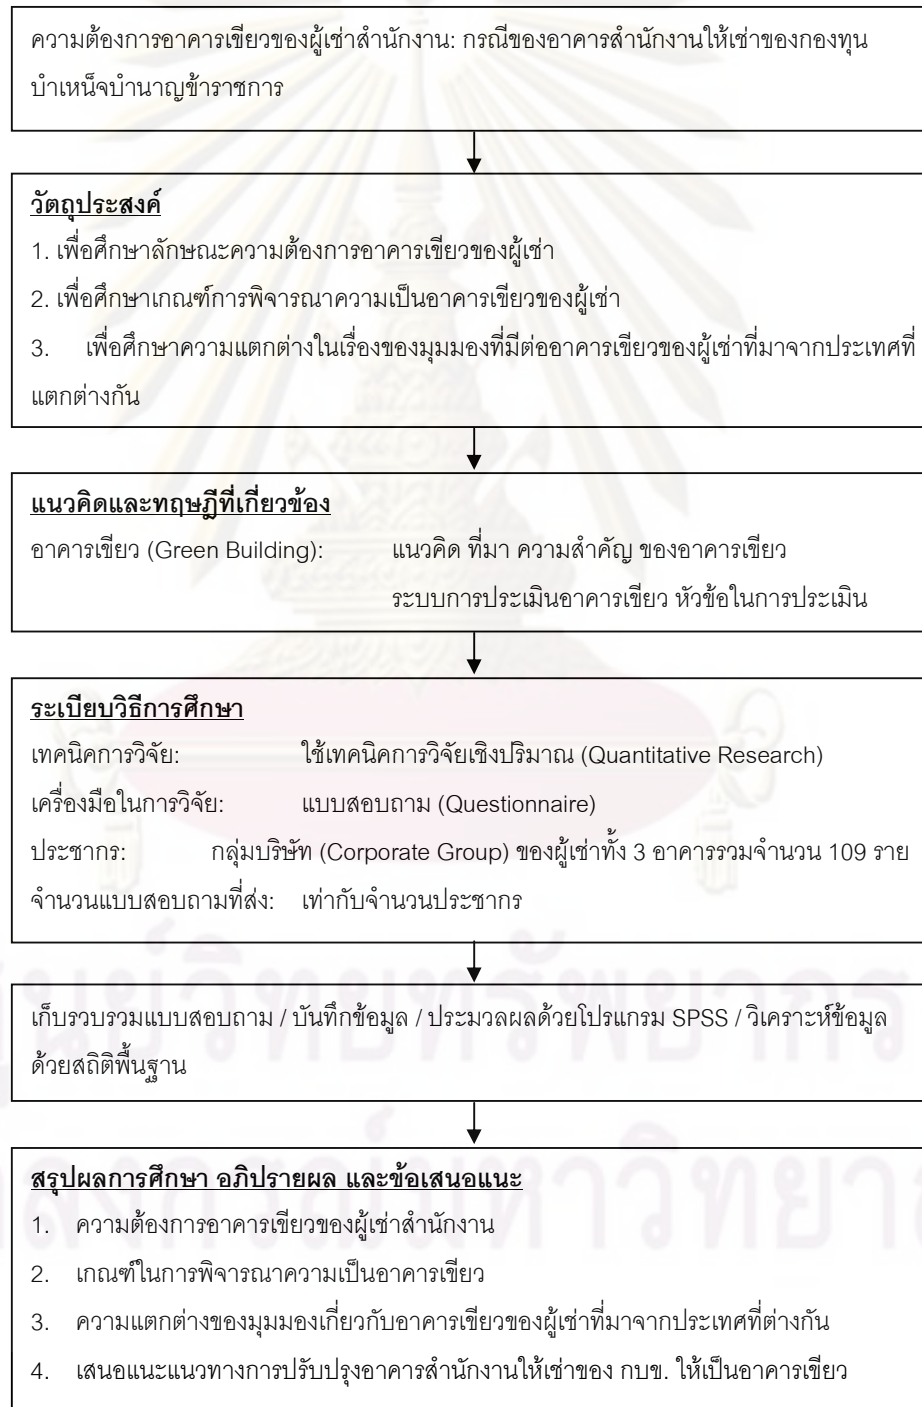 ความต้องการอาคารเขียวของผู้เช่าสำนักงาน: กรณีของอาคารสำนักงานให้เช่าของกองทุน
บำเหน็จบำนาญข้าราชการ
วัตถุประสงค์
1. เพื่อศึกษาลักษณะความต้องการอาคารเขียวของผู้เช่า
2. เพื่อศึกษาเกณฑ์การพิจารณาความเป็นอาคารเขียวของผู้เช่า
3. เพื่อศึกษาความแตกต่างในเรื่องของมุมมองที่มีต่ออาคารเขียวของผู้เช่าที่มาจากประเทศที่
แตกต่างกัน
แนวคิดและทฤษฎีที่เกี่ยวข้อง
อาคารเขียว (Green Building): แนวคิด ที่มา ความสำคัญ ของอาคารเขียว
ระบบการประเมินอาคารเขียว หัวข้อในการประเมิน
ระเบียบวิธีการศึกษา
เทคนิคการวิจัย: ใช้เทคนิคการวิจัยเชิงปริมาณ (Quantitative Research)
เครื่องมือในการวิจัย: แบบสอบถาม (Questionnaire)
ประชากร: กลุ่มบริษัท (Corporate Group) ของผู้เช่าทั้ง 3 อาคารรวมจำนวน 109 ราย
จำนวนแบบสอบถามที่ส่ง: เท่ากับจำนวนประชากร
เก็บรวบรวมแบบสอบถาม / บันทึกข้อมูล / ประมวลผลด้วยโปรแกรม SPSS / วิเคราะห์ข้อมูล
ด้วยสถิติพื้นฐาน
สรุปผลการศึกษา อภิปรายผล และข้อเสนอแนะ
1. ความต้องการอาคารเขียวของผู้เช่าสำนักงาน
2. เกณฑ์ในการพิจารณาความเป็นอาคารเขียว
3. ความแตกต่างของมุมมองเกี่ยวกับอาคารเขียวของผู้เช่าที่มาจากประเทศที่ต่างกัน
4. เสนอแนะแนวทางการปรับปรุงอาคารสำนักงานให้เช่าของ กบข. ให้เป็นอาคารเขียว